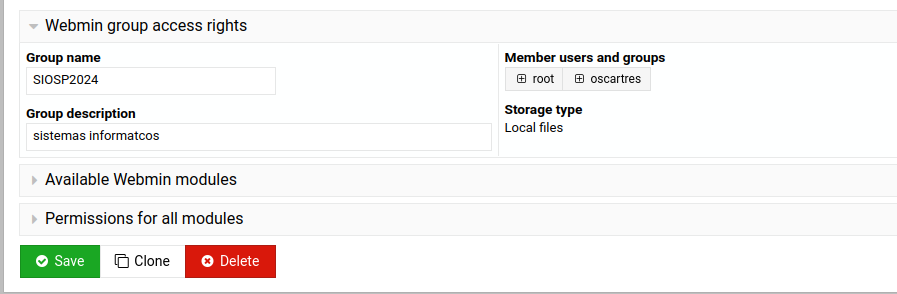 Webmin group access rights
Group name
SIOSP2024
Group description
sistemas informatcos
Member users and groups
root oscartres
Storage type
Local files
Available Webmin modules
Permissions for all modules
Save Clone Delete